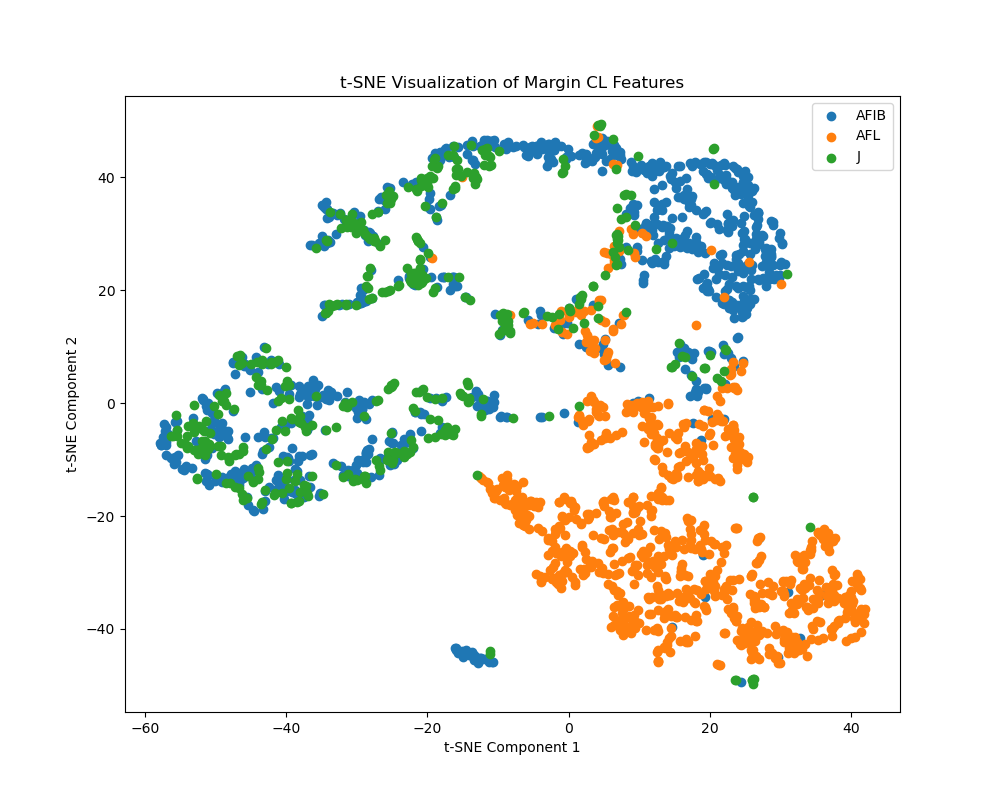 t-SNE Visualization of Margin CL Features
AFIB
AFL
J
t-SNE Component 2
40
20
0
−20
−40
−60
−40
−20
0
20
40
t-SNE Component 1